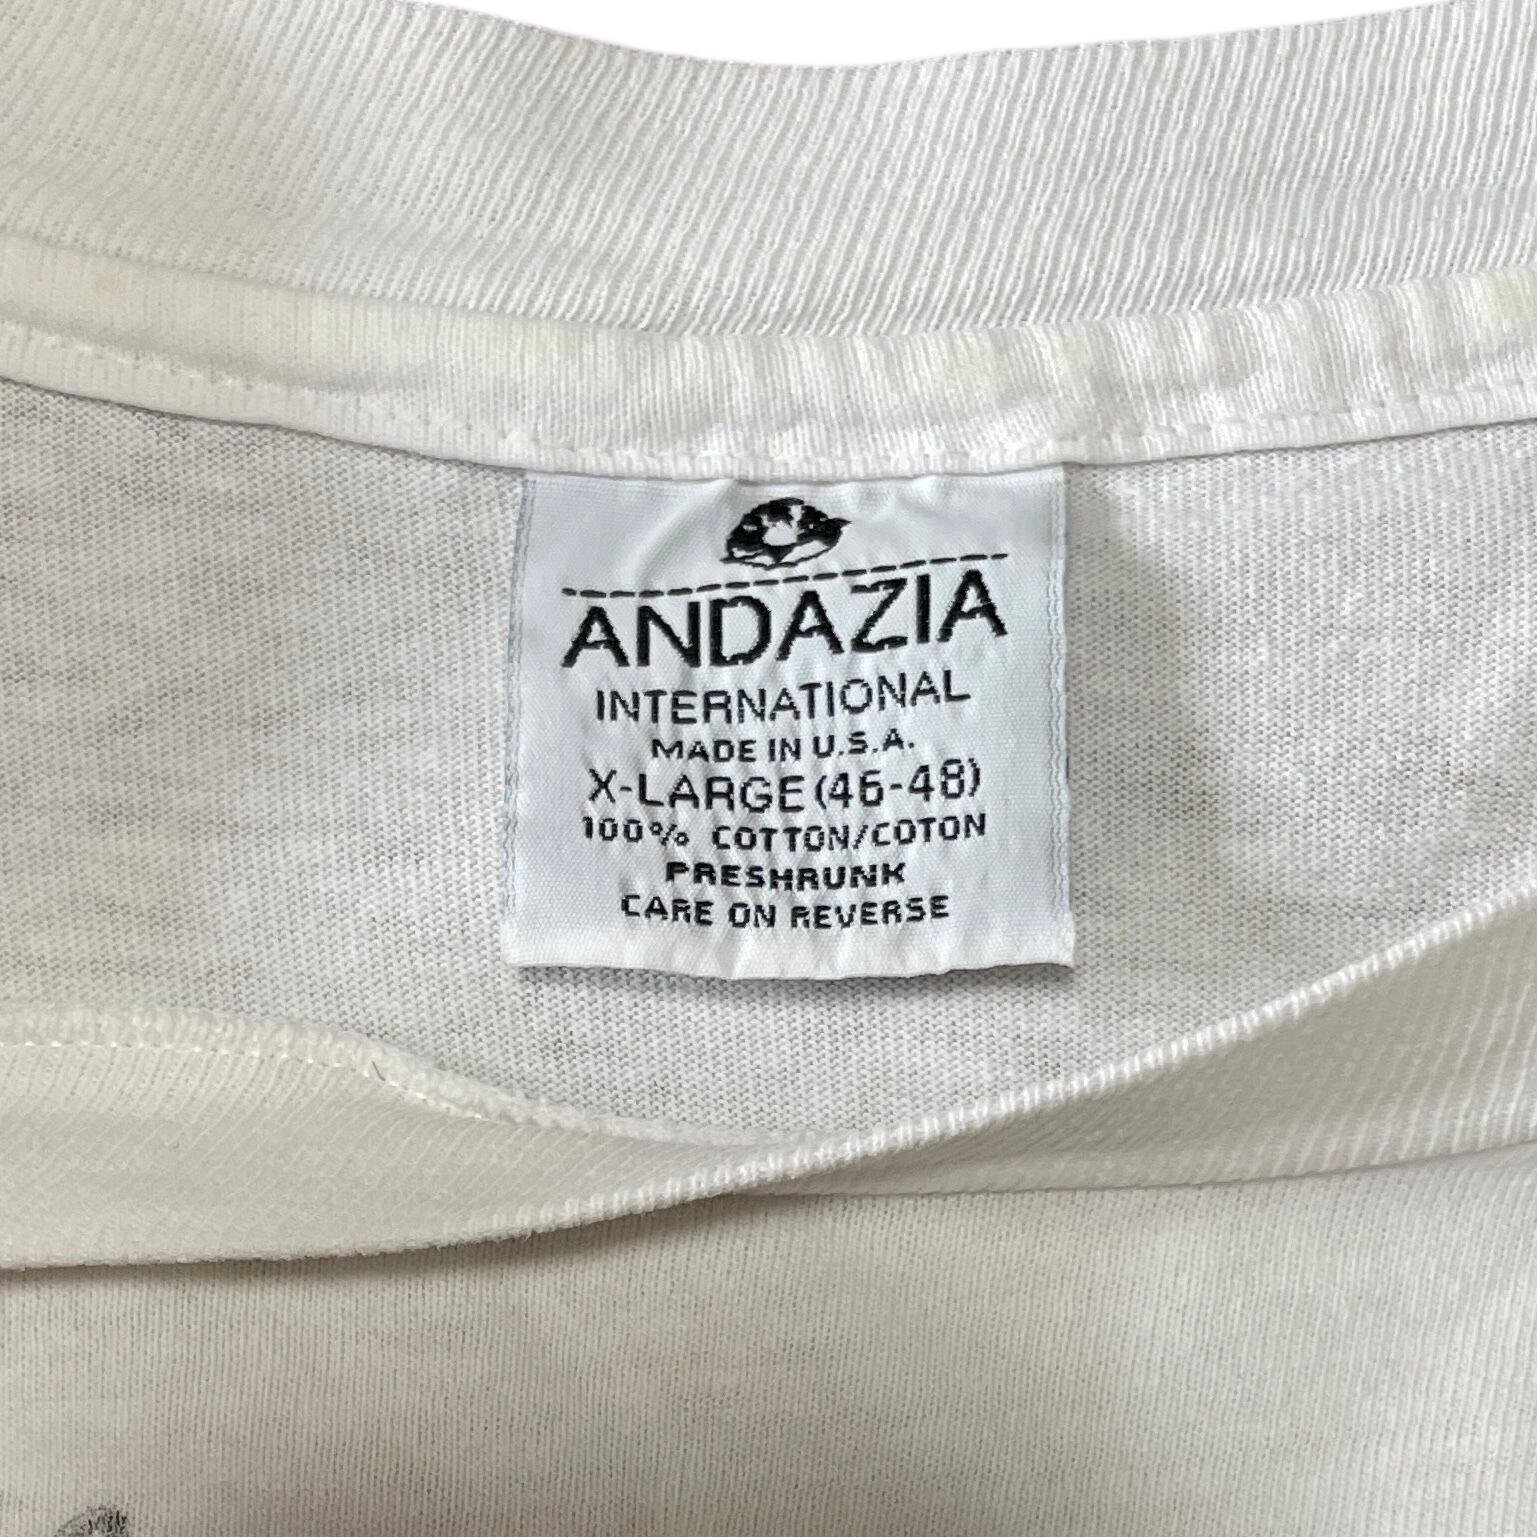 ANDAZIA
INTERNATIONAL
MADE IN U.S.A.
X-LARGE (46-48)
100% COTTON/COTON
PRESHRUNK
CARE ON REVERSE